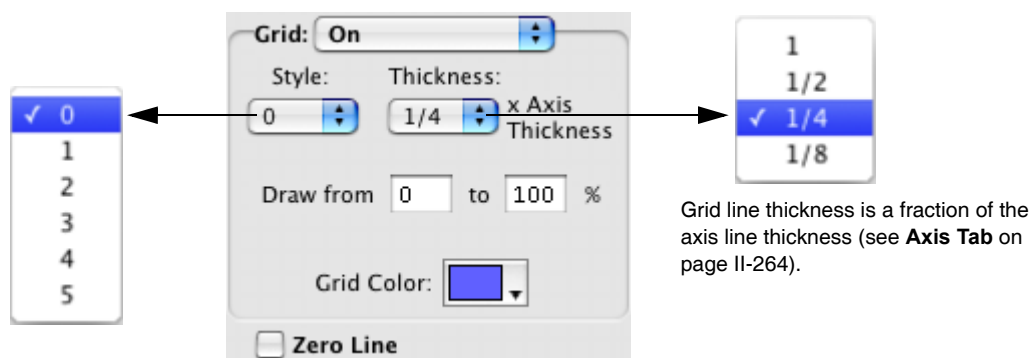 Grid: On
Style: Thickness:
0 1/4 x Axis
Thickness
Draw from 0 to 100 %
Grid Color:
Zero Line
✓ 0
1
2
3
4
5
1
1/2
✓ 1/4
1/8
Grid line thickness is a fraction of the
axis line thickness (see Axis Tab on
page II-264).